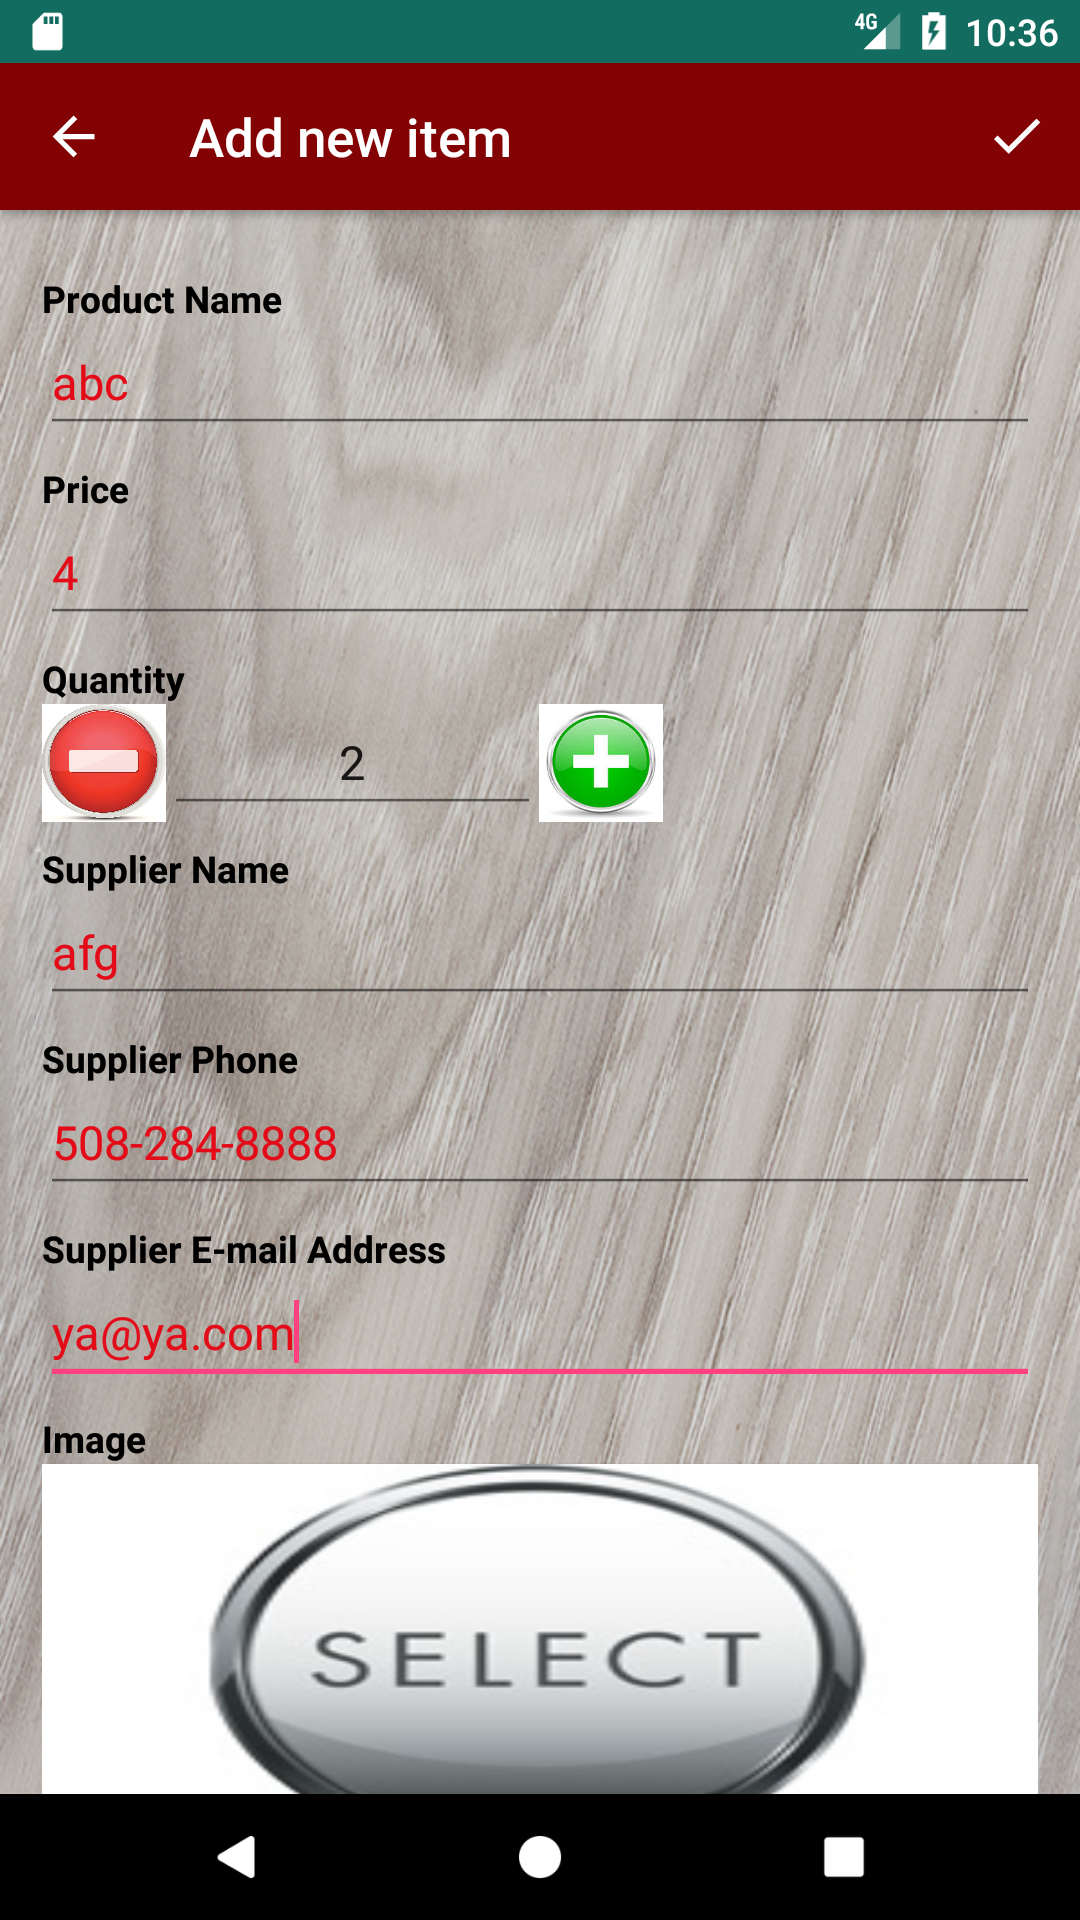 4G 10:36
Add new item
Product Name
abc
Price
4
Quantity
2
Supplier Name
afg
Supplier Phone
508-284-8888
Supplier E-mail Address
ya@ya.com
Image
SELECT